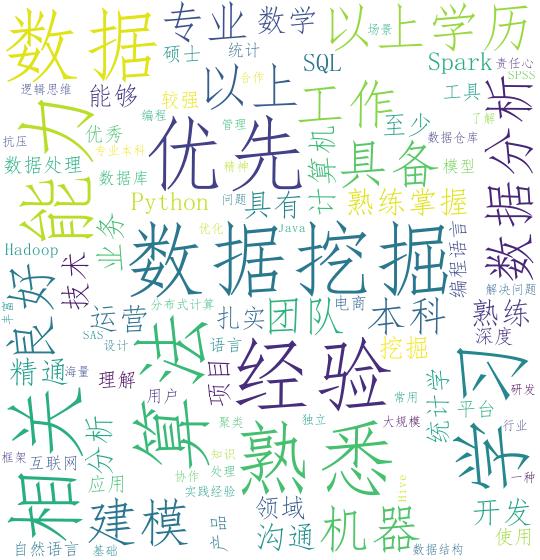 数据
专业
数学
以上学历
硕士
统计
SQL
场景
Spark
责任心
SPSS
逻辑思维
能够
较强
以上
合作
工作
工具
数据分析
能力
编程
优秀
优先
管理
计算机
至少
了解
数据仓库
抗压
专业本科
具备
数据处理
数据库
精神
模型
Python
问题
具有
熟练掌握
Hadoop
业务
优化
Java
编程语言
良好
技术
数据挖掘
解决问题
丰富
运营
分布式计算
扎实
团队
电商
本科
熟练
SAS
设计
算法
语言
经验
挖掘
深度
精通
海量
理解
用户
项目
统计学
学习
研发
相关
分析
聚类
独立
常用
平台
大规模
行业
框架
互联网
知识
熟悉
应用
协作
处理
Hive
一种
实践经验
建模
产品
领域
沟通
机器
开发
使用
自然语言
基础
数据结构